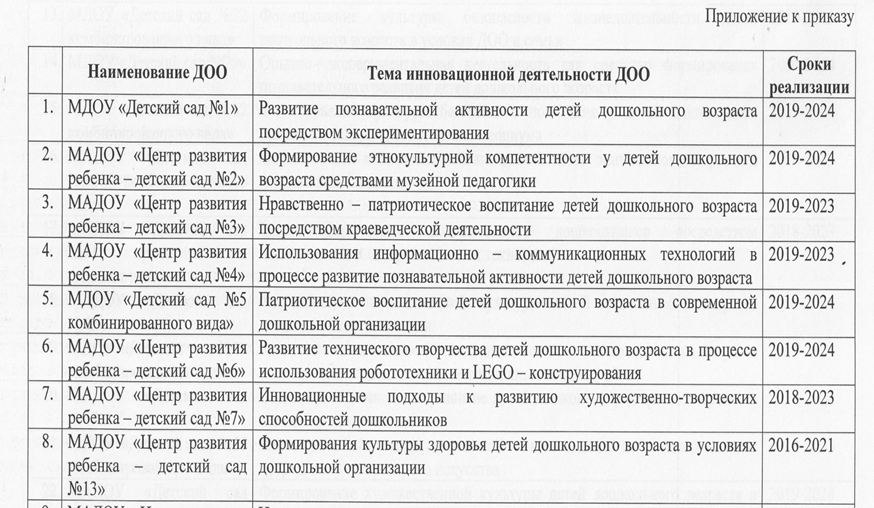 Приложение к приказу
Наименование ДОО
Тема инновационной деятельности ДОО
Сроки
реализации
1. МДОУ «Детский сад №1»
Развитие познавательной активности детей дошкольного возраста
посредством экспериментирования
2019-2024
2. МАДОУ «Центр развития
ребенка – детский сад №2»
Формирование этнокультурной компетентности у детей дошкольного
возраста средствами музейной педагогики
2019-2024
3. МАДОУ «Центр развития
ребенка – детский сад №3»
Нравственно – патриотическое воспитание детей дошкольного возраста
посредством краеведческой деятельности
2019-2023
4. МАДОУ «Центр развития
ребенка – детский сад №4»
Использования информационно – коммуникационных технологий в
процессе развитие познавательной активности детей дошкольного возраста
2019-2023
5. МДОУ «Детский сад №5
комбинированного вида»
Патриотическое воспитание детей дошкольного возраста в современной
дошкольной организации
2019-2024
6. МАДОУ «Центр развития
ребенка – детский сад №6»
Развитие технического творчества детей дошкольного возраста в процессе
использования робототехники и LEGO – конструирования
2019-2024
7. МАДОУ «Центр развития
ребенка – детский сад №7»
Инновационные подходы к развитию художественно-творческих
способностей дошкольников
2018-2023
8. МАДОУ «Центр развития
ребенка – детский сад
№13»
Формирования культуры здоровья детей дошкольного возраста в условиях
дошкольной организации
2016-2021